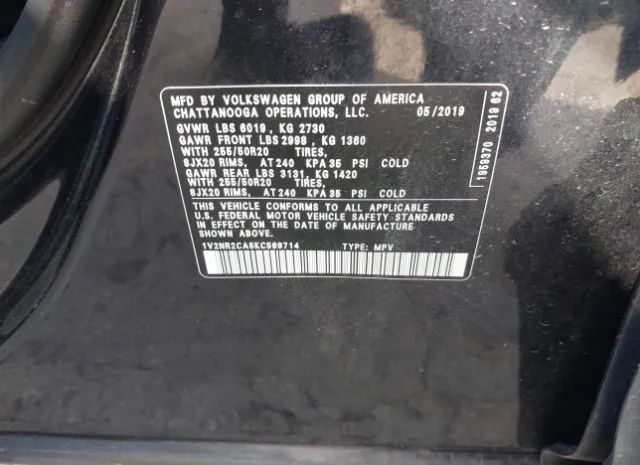 MFD BY VOLKSWAGEN GROUP OF AMERICA
CHATTANOOGA OPERATIONS, LLC. 05/2019
GVWR LBS 6019, KG 2730
GAWR FRONT LBS 2998, KG 1360
WITH 255/50R20 TIRES,
8JX20 RIMS, AT 240 KPA 35 PSI COLD
GAWR REAR LBS 3131, KG 1420
WITH 255/50R20 TIRES,
8JX20 RIMS, AT 240 KPA 35 PSI COLD
THIS VEHICLE CONFORMS TO ALL APPLICABLE
U.S. FEDERAL MOTOR VEHICLE SAFETY STANDARDS
IN EFFECT ON THE DATE OF MANUFACTURE
SHOWN ABOVE.
1V2NR2CA5KC569714 TYPE: MPV
1959370 2019 62